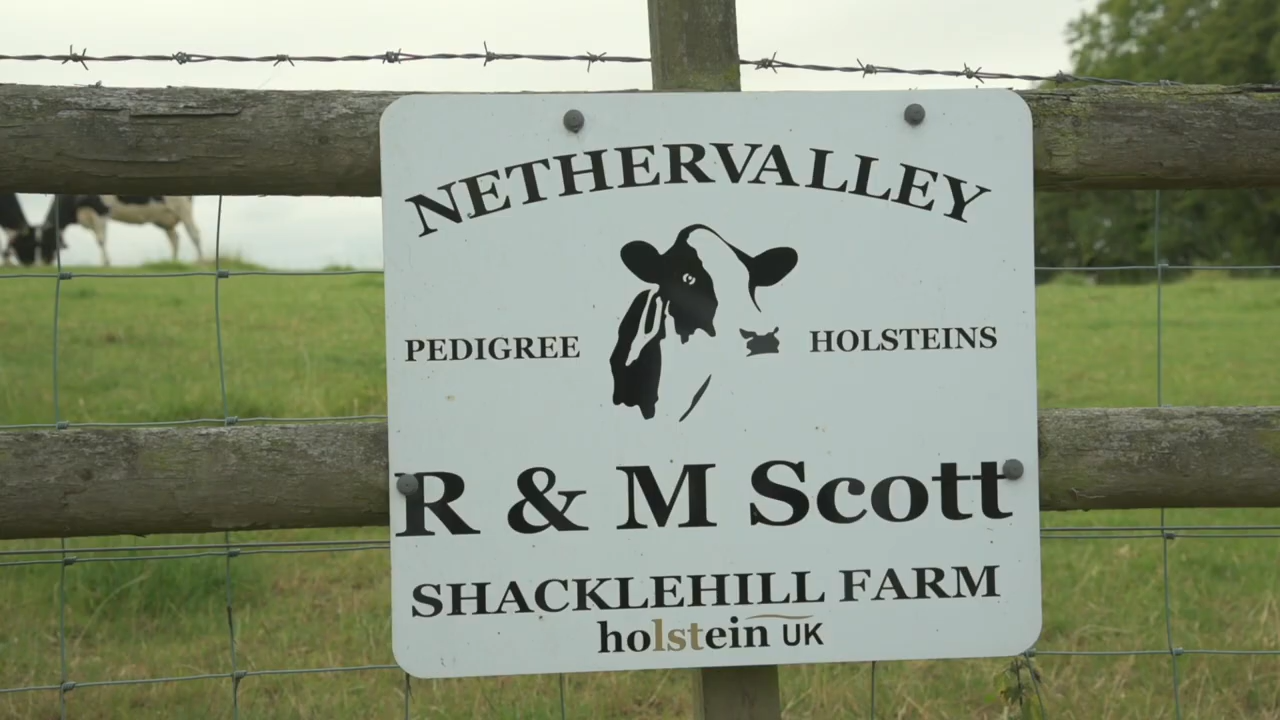 NETHERVALLEY
PEDIGREE HOLSTEINS
R & M Scott
SHACKLEHILL FARM
holstein UK